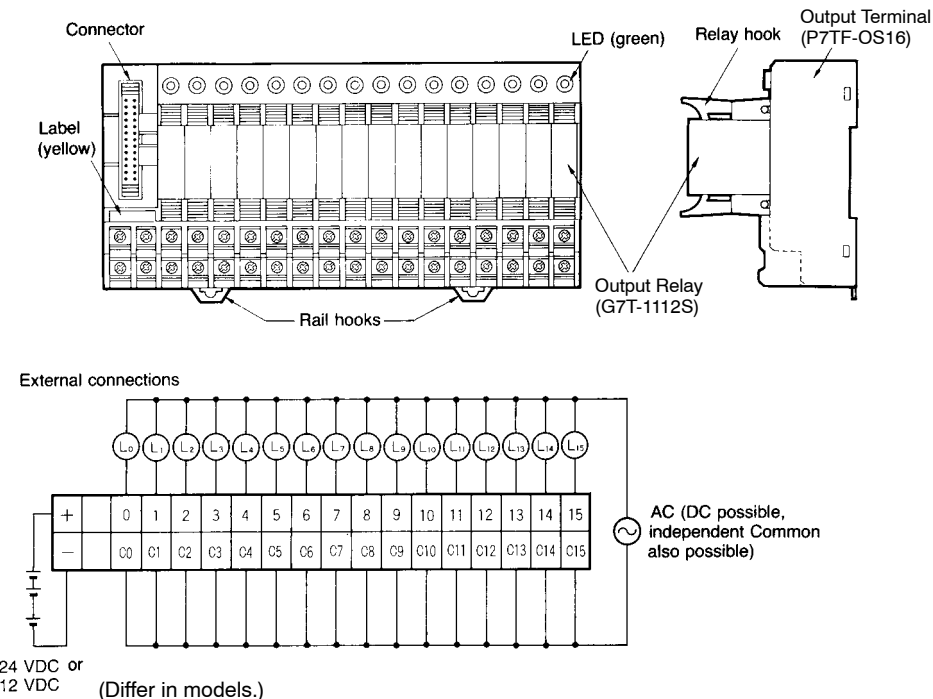 Connector
LED (green)
Relay hook
Output Terminal
(P7TF-OS16)
Label
(yellow)
Output Relay
(G7T-1112S)
Rail hooks
External connections
L0 L1 L2 L3 L4 L5 L6 L7 L8 L9 L10 L11 L12 L13 L14 L15
+ 0 1 2 3 4 5 6 7 8 9 10 11 12 13 14 15
− C0 C1 C2 C3 C4 C5 C6 C7 C8 C9 C10 C11 C12 C13 C14 C15
AC (DC possible,
independent Common
also possible)
24 VDC or
12 VDC
(Differ in models.)